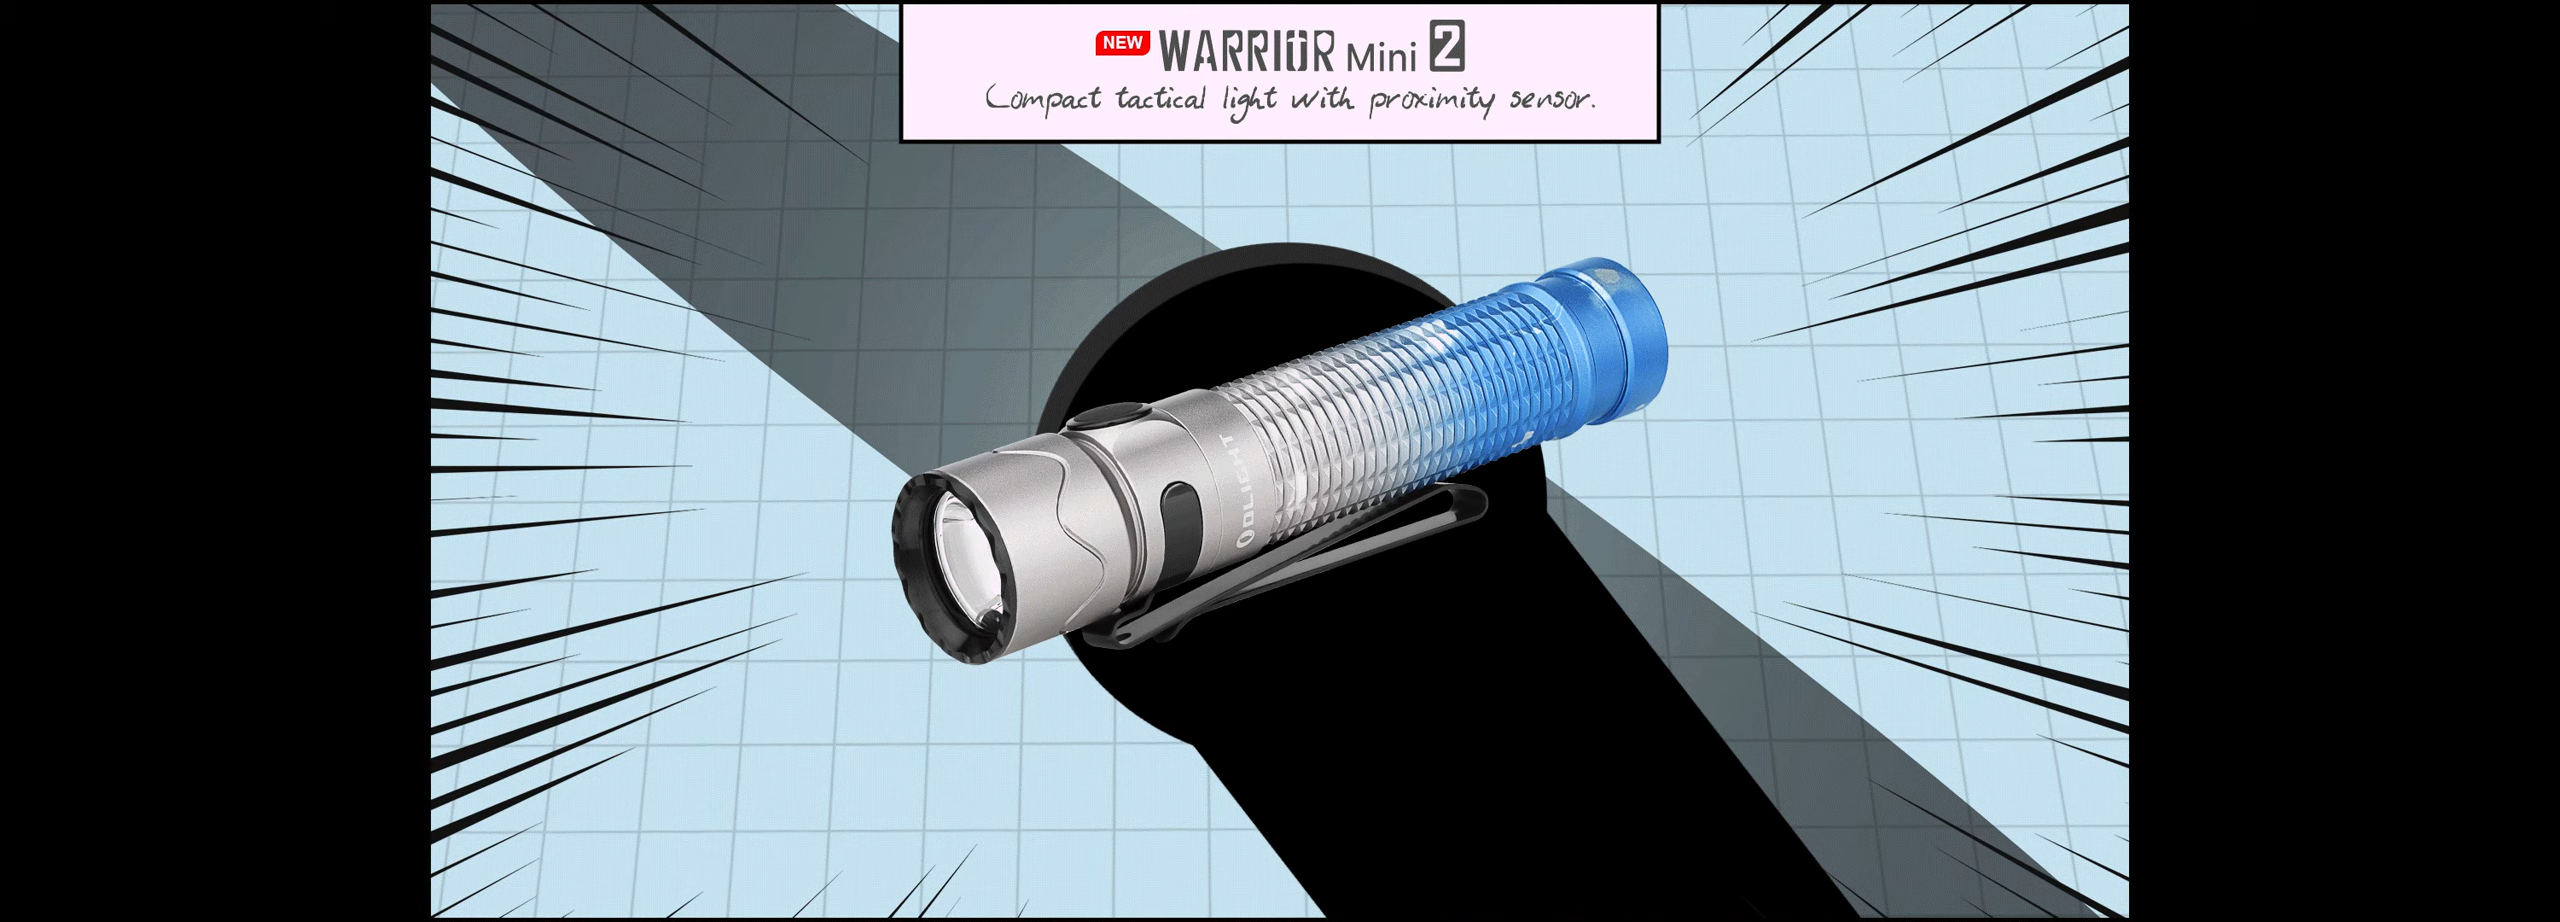 NEW WARRIOR Mini 2
Compact tactical light with proximity sensor.
OLIGHT